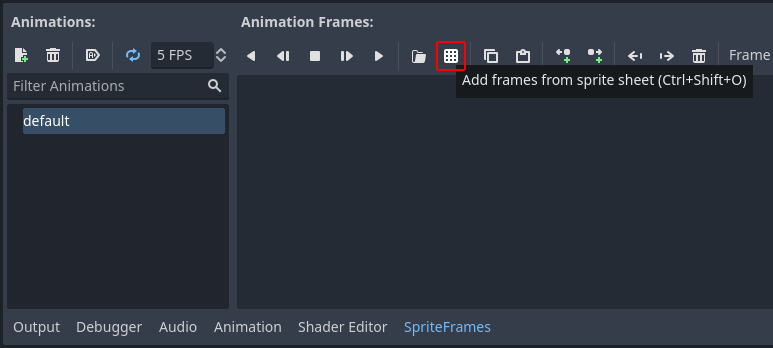 Animations:
Animation Frames:
5 FPS
Frame
Filter Animations
Add frames from sprite sheet (Ctrl+Shift+O)
default
Output Debugger Audio Animation Shader Editor SpriteFrames